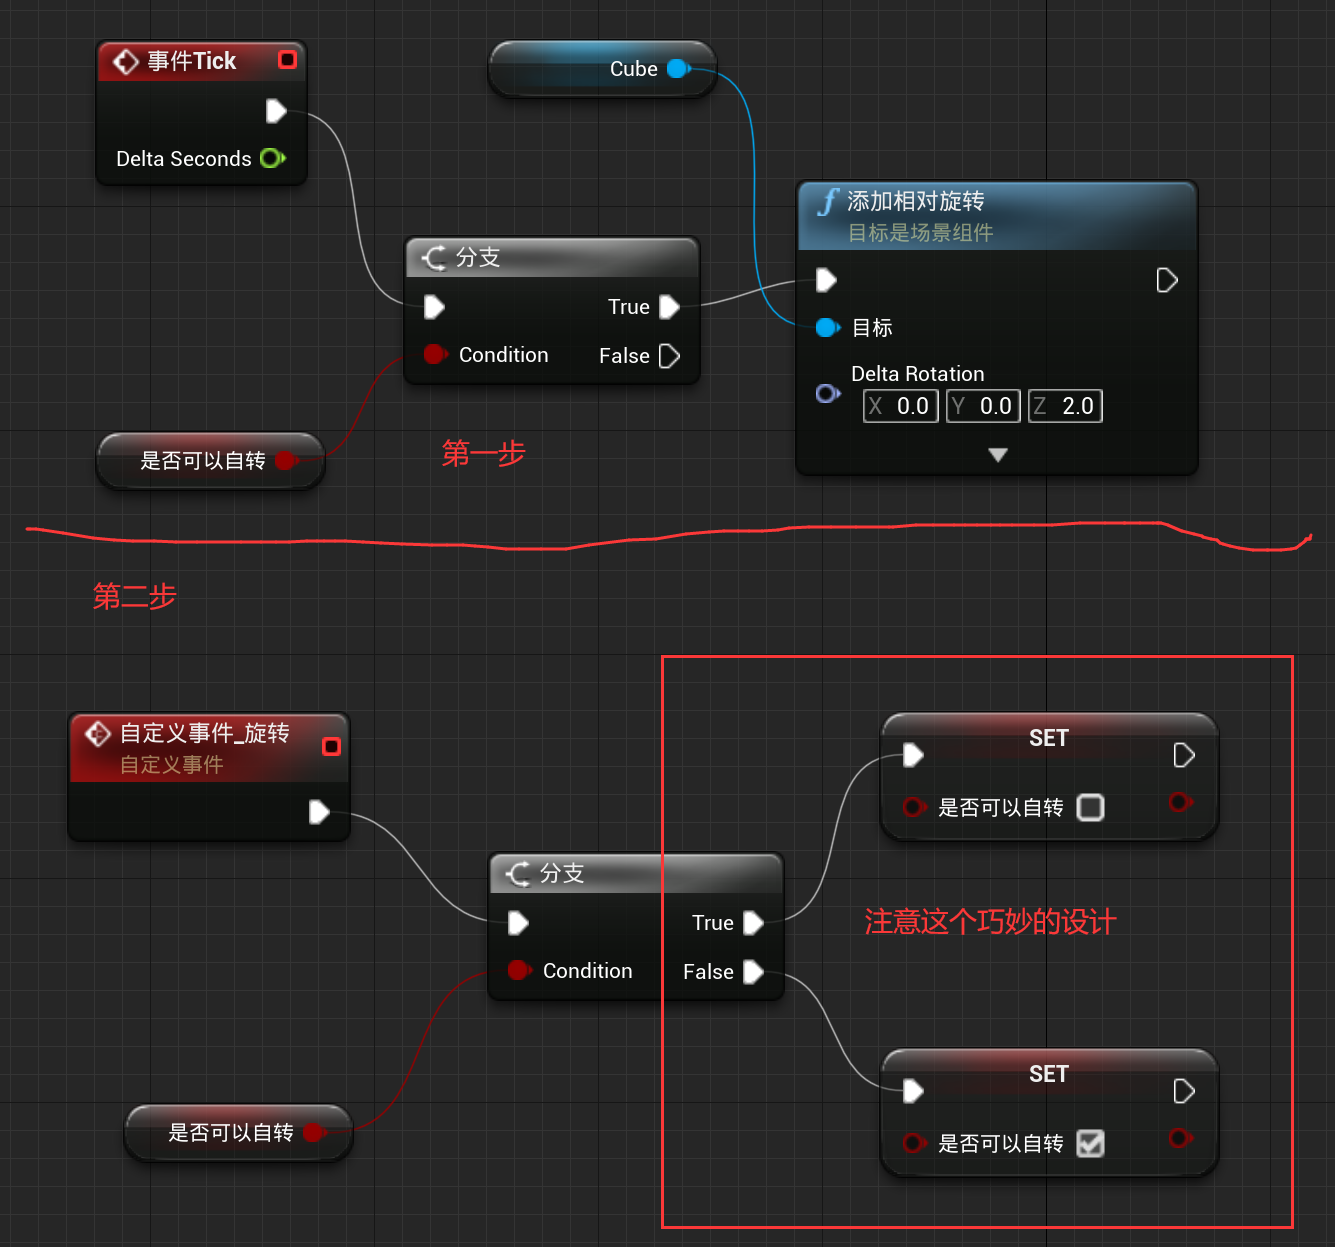 事件Tick
Delta Seconds
Cube
分支
True
Condition
False
是否可以自转
第一步
添加相对旋转
目标是场景组件
目标
Delta Rotation
X 0.0 Y 0.0 Z 2.0
第二步
自定义事件_旋转
自定义事件
分支
True
False
Condition
是否可以自转
SET
是否可以自转
注意这个巧妙的设计
SET
是否可以自转